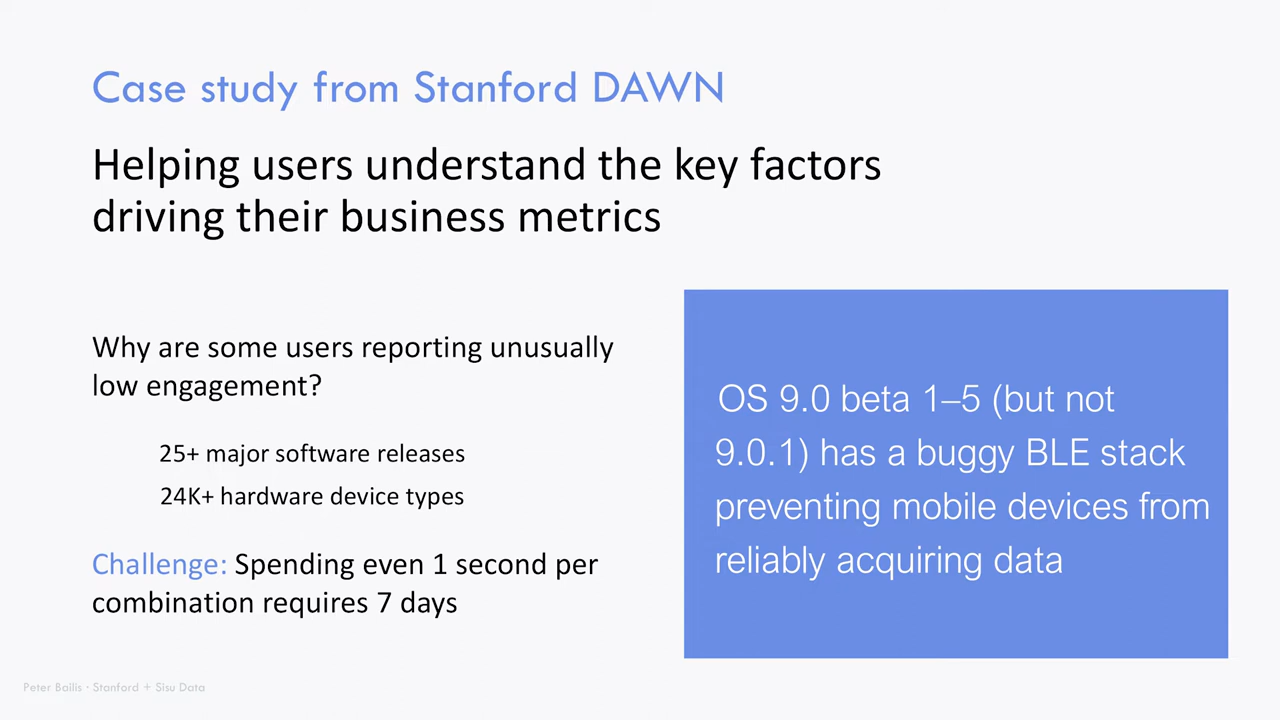 Case study from Stanford DAWN
Helping users understand the key factors
driving their business metrics
Why are some users reporting unusually
low engagement?
25+ major software releases
24K+ hardware device types
Challenge: Spending even 1 second per
combination requires 7 days
OS 9.0 beta 1–5 (but not
9.0.1) has a buggy BLE stack
preventing mobile devices from
reliably acquiring data
Peter Bailis · Stanford + Sisu Data